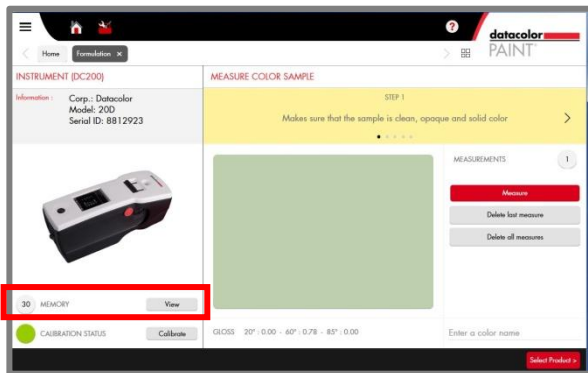 datacolor
PAINT
Home
Formulation ×
INSTRUMENT (DC200)
MEASURE COLOR SAMPLE
Information :
Corp.: Datacolor
Model: 20D
Serial ID: 8812923
STEP 1
Makes sure that the sample is clean, opaque and solid color
MEASUREMENTS
1
Measure
Delete last measure
Delete all measures
30 MEMORY
View
CALIBRATION STATUS
Calibrate
GLOSS 20° : 0.00 - 60° : 0.78 - 85° : 0.00
Enter a color name
Select Product >